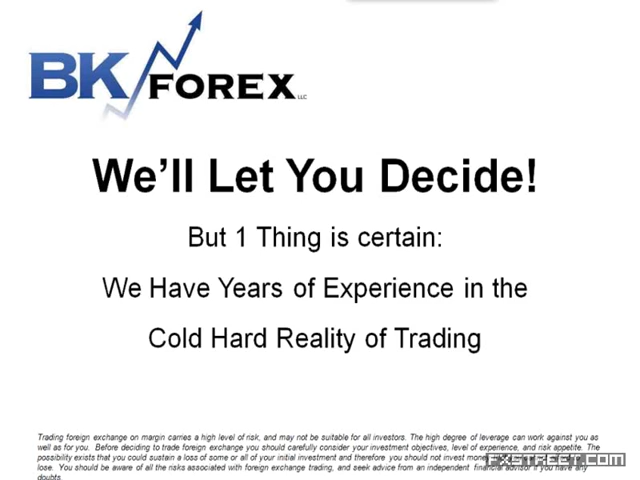 BK FOREX LLC
We'll Let You Decide!
But 1 Thing is certain:
We Have Years of Experience in the
Cold Hard Reality of Trading
Trading foreign exchange on margin carries a high level of risk, and may not be suitable for all investors. The high degree of leverage can work against you as
well as for you. Before deciding to trade foreign exchange you should carefully consider your investment objectives, level of experience, and risk appetite. The
possibility exists that you could sustain a loss of some or all of your initial investment and therefore you should not invest
lose. You should be aware of all the risks associated with foreign exchange trading, and seek advice from an independent financial advisor if you have any
doubts.
FXSTREET.COM